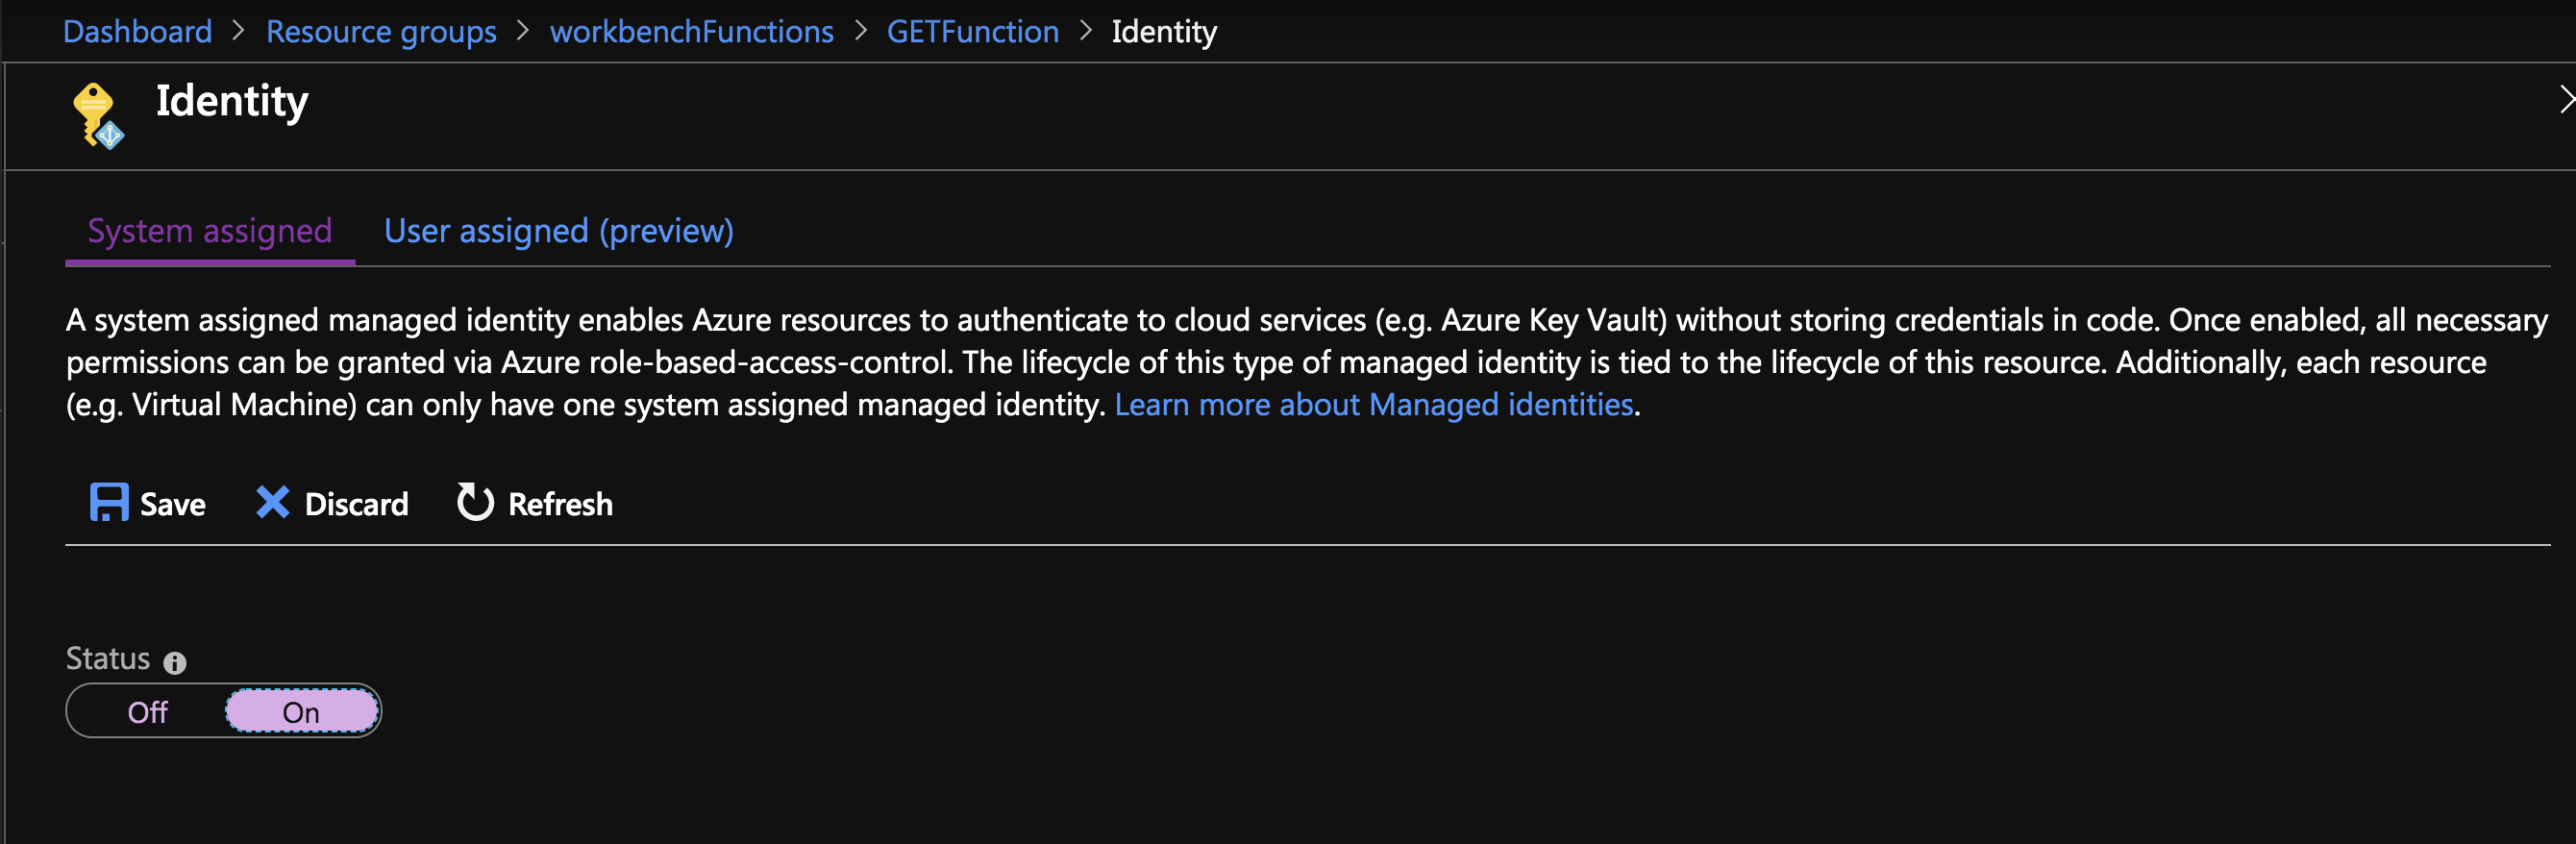 Dashboard > Resource groups > workbenchFunctions > GETFunction > Identity
Identity
System assigned User assigned (preview)
A system assigned managed identity enables Azure resources to authenticate to cloud services (e.g. Azure Key Vault) without storing credentials in code. Once enabled, all necessary
permissions can be granted via Azure role-based-access-control. The lifecycle of this type of managed identity is tied to the lifecycle of this resource. Additionally, each resource
(e.g. Virtual Machine) can only have one system assigned managed identity. Learn more about Managed identities.
Save Discard Refresh
Status
Off On